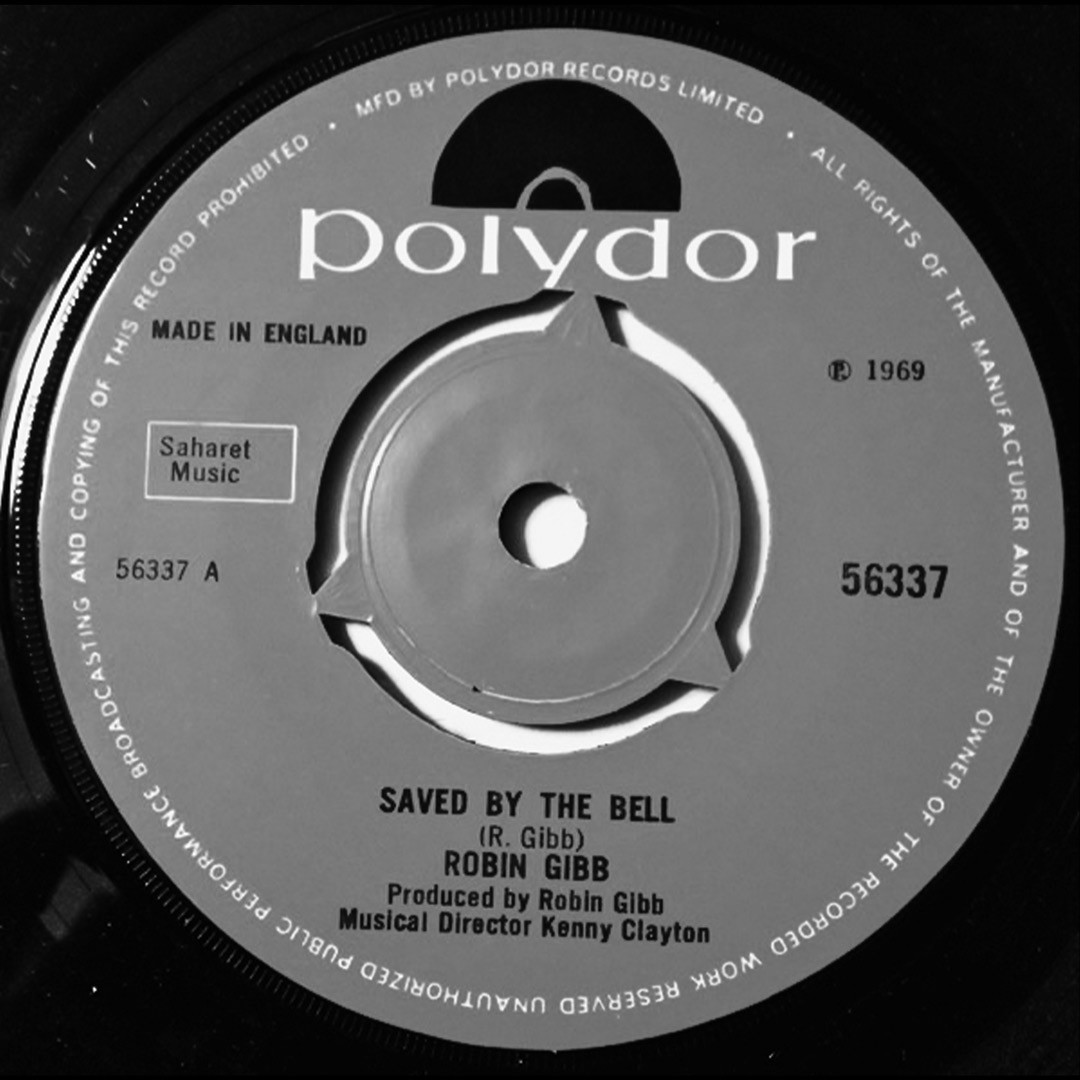 MFD BY POLYDOR RECORDS LIMITED • ALL RIGHTS OF THE MANUFACTURER AND OF THE OWNER OF THE RECORDED WORK RESERVED UNAUTHORIZED PUBLIC PERFORMANCE BROADCASTING AND COPYING OF THIS RECORD PROHIBITED •
polydor
MADE IN ENGLAND
℗ 1969
Saharet
Music
56337 A
56337
SAVED BY THE BELL
(R. Gibb)
ROBIN GIBB
Produced by Robin Gibb
Musical Director Kenny Clayton